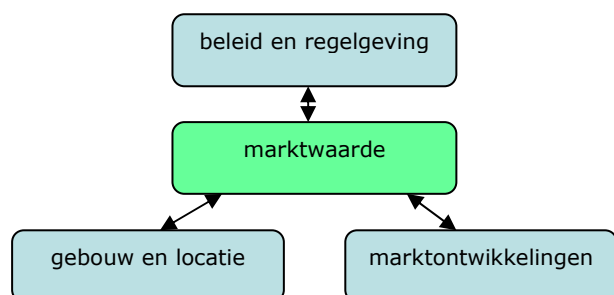 beleid en regelgeving
marktwaarde
gebouw en locatie
marktontwikkelingen